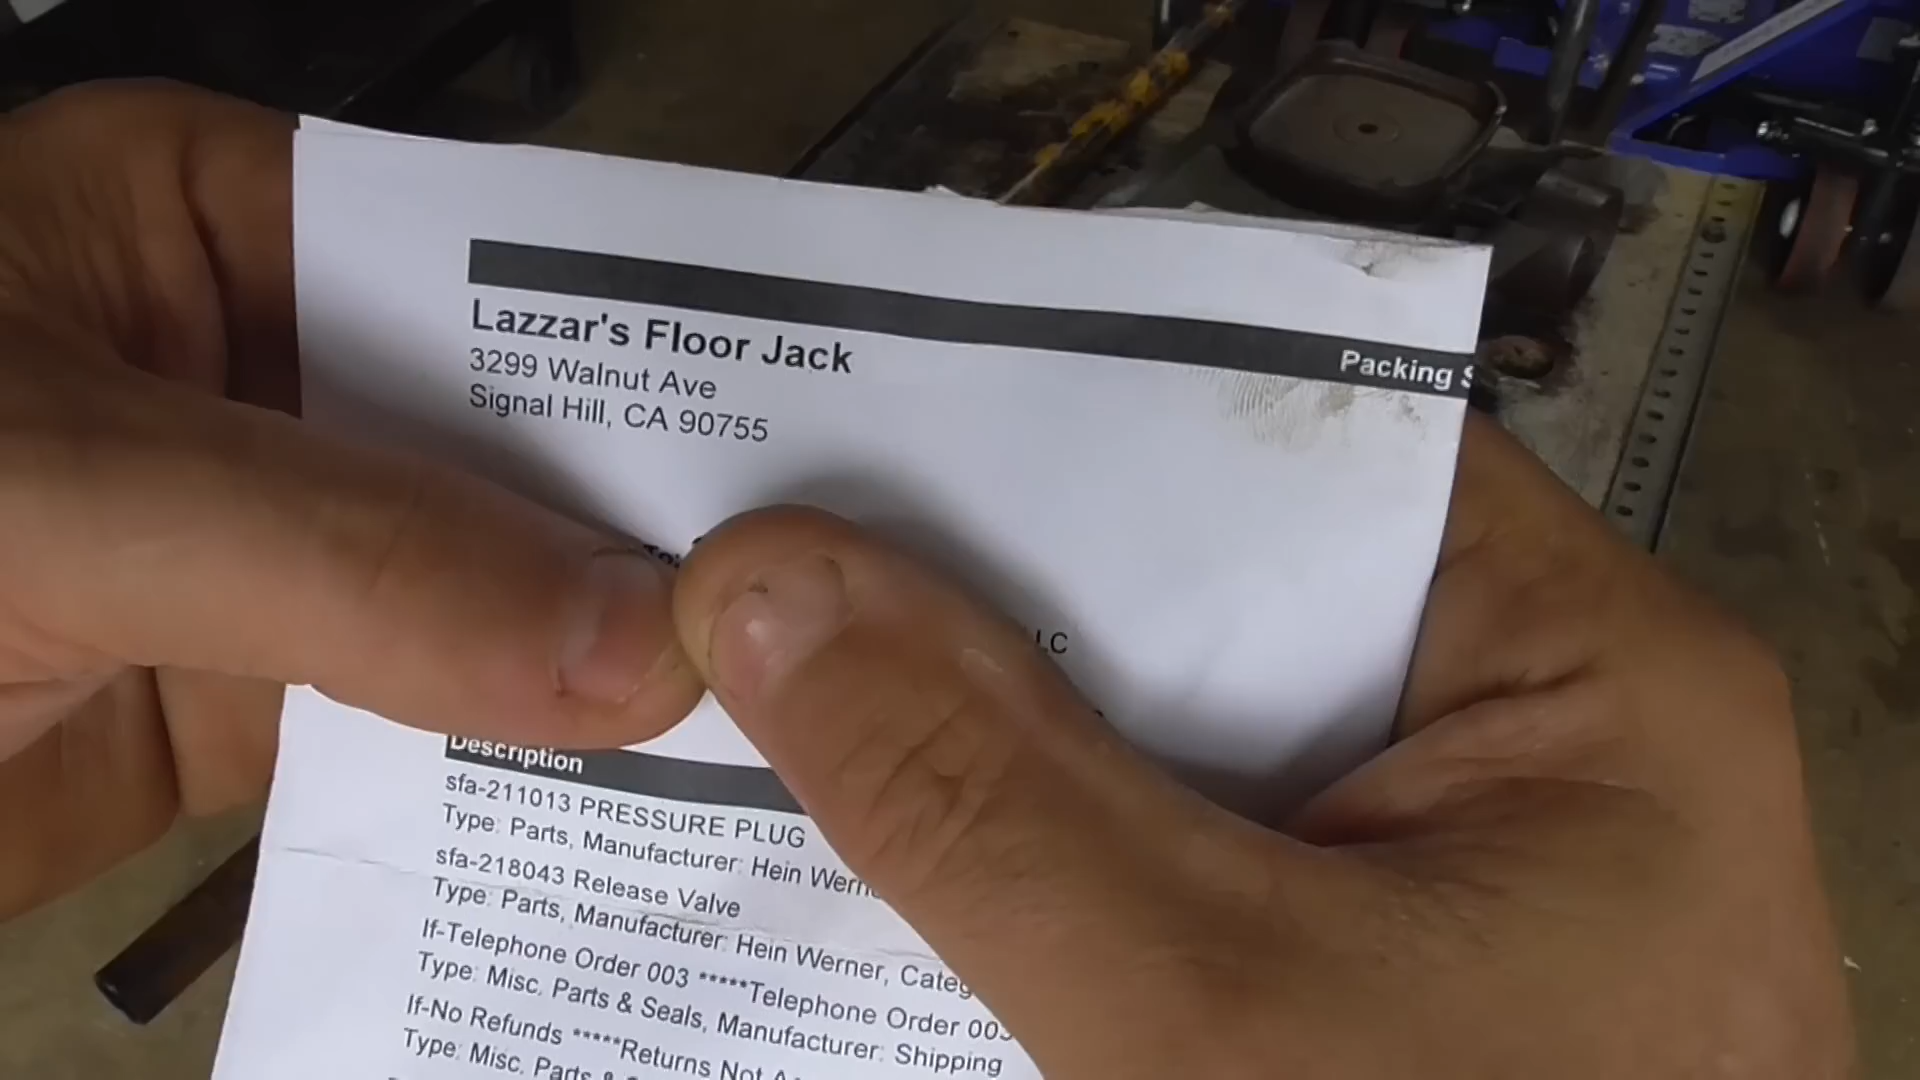 Packing
Lazzar's Floor Jack
3299 Walnut Ave
Signal Hill, CA 90755
LC
Description
sfa-211013 PRESSURE PLUG
Type: Parts, Manufacturer: Hein Wern
sfa-218043 Release Valve
Type: Parts, Manufacturer: Hein Werner, Categ
If-Telephone Order 003 *****Telephone Order 003
Type: Misc. Parts & Seals, Manufacturer: Shipping
If-No Refunds *****Returns Not A
Type: Misc. Parts &